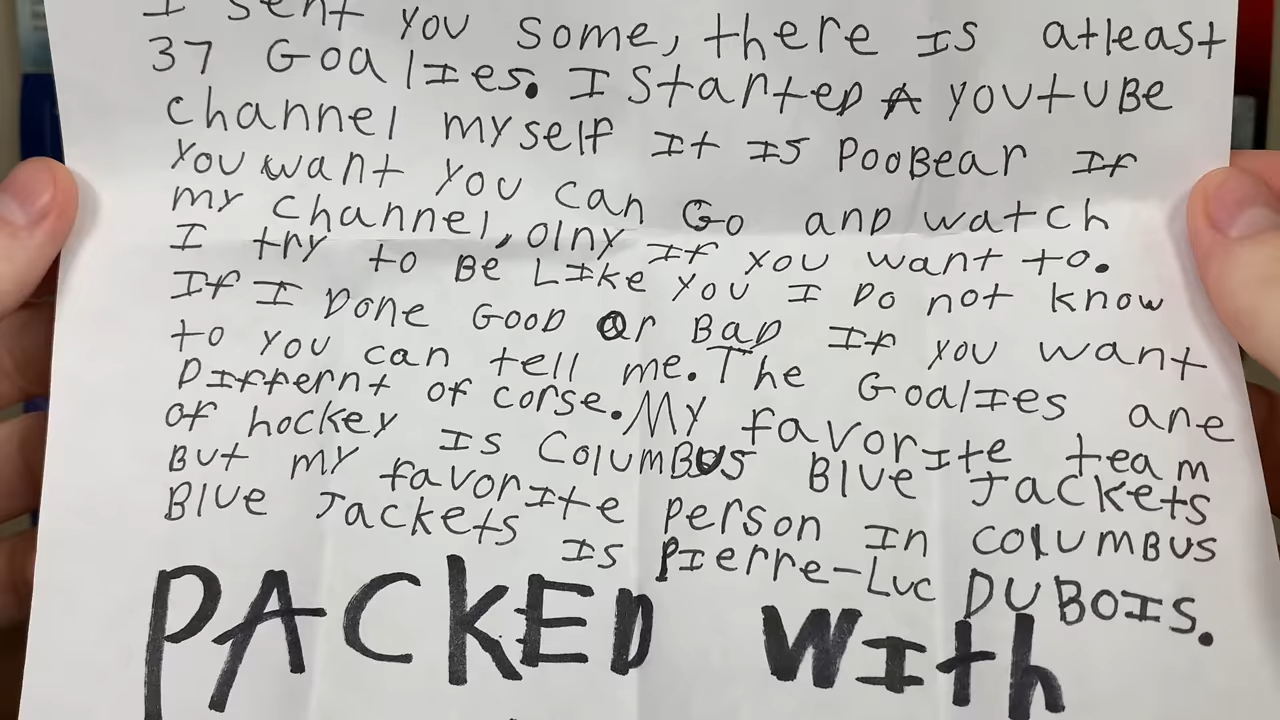 I sent you some, there is atleast
37 Goalies. I started A youtube
channel myself It Is PooBear If
You want you can Go and watch
my channel, olny If you want to.
I try to Be Like you I Do not know
If I Done Good or Bad If you want
to you can tell me. The Goalies are
Differnt of corse. My favorite team
of hockey Is Columbus Blue Jackets
But my favorite person In Columbus
Blue Jackets Is Pierre-Luc DUBOIS.
PACKED WIth